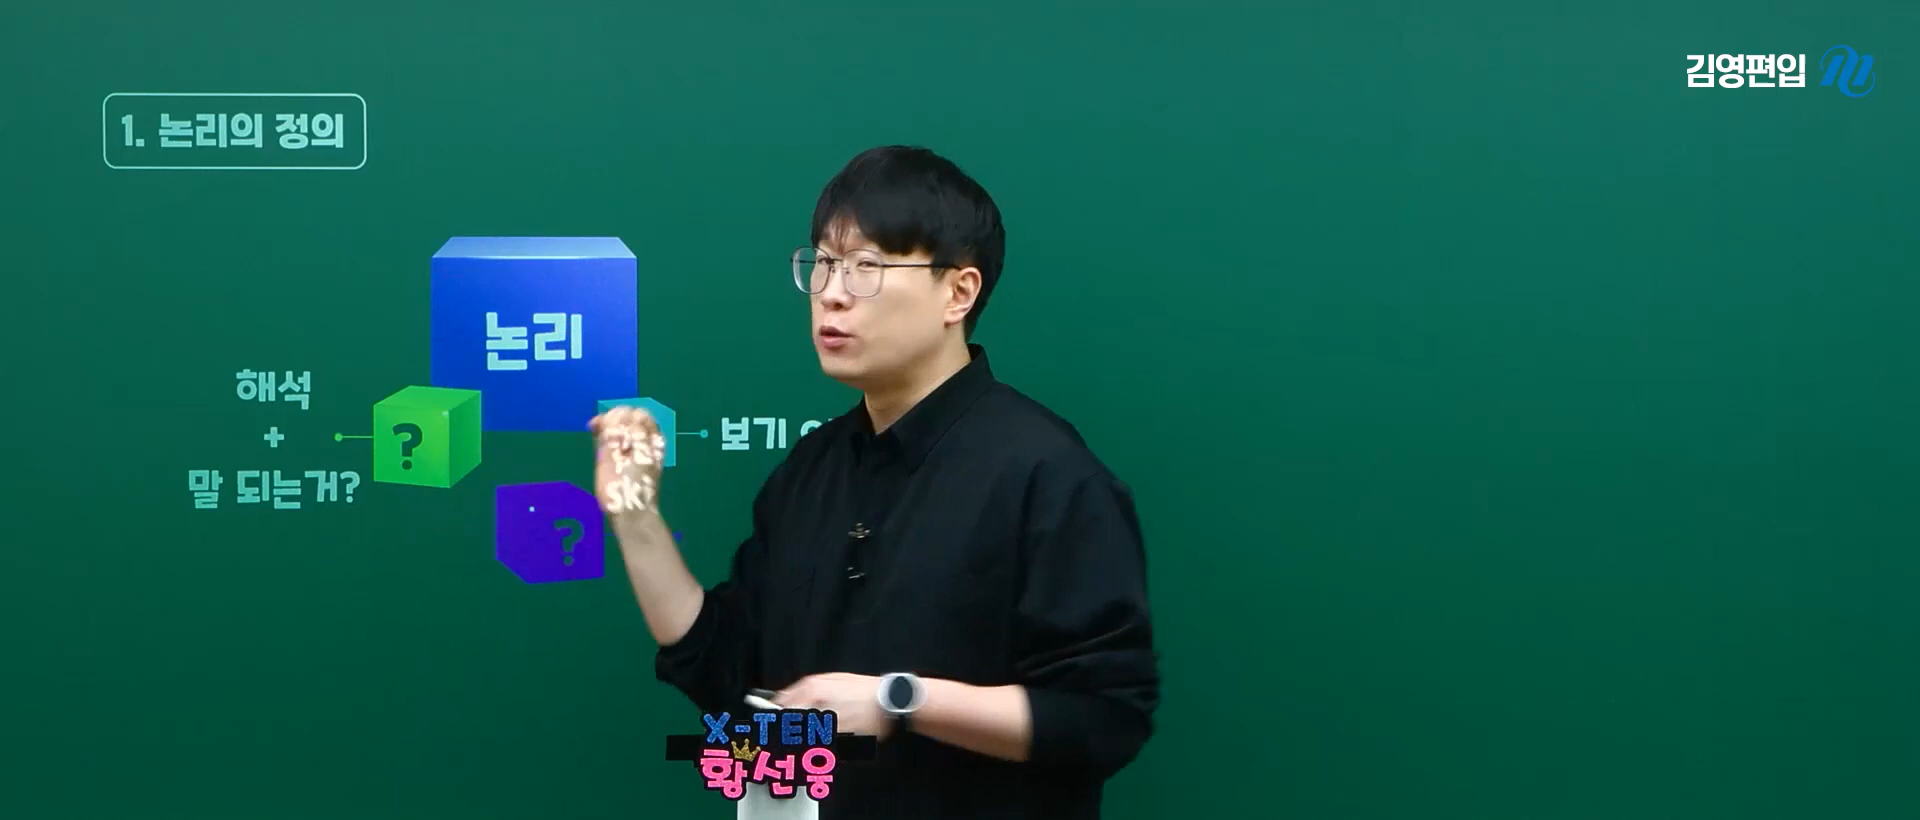 김영편입
1. 논리의 정의
논리
해석
+
말 되는거?
?
보기
?
ski
X-TEN
황선웅